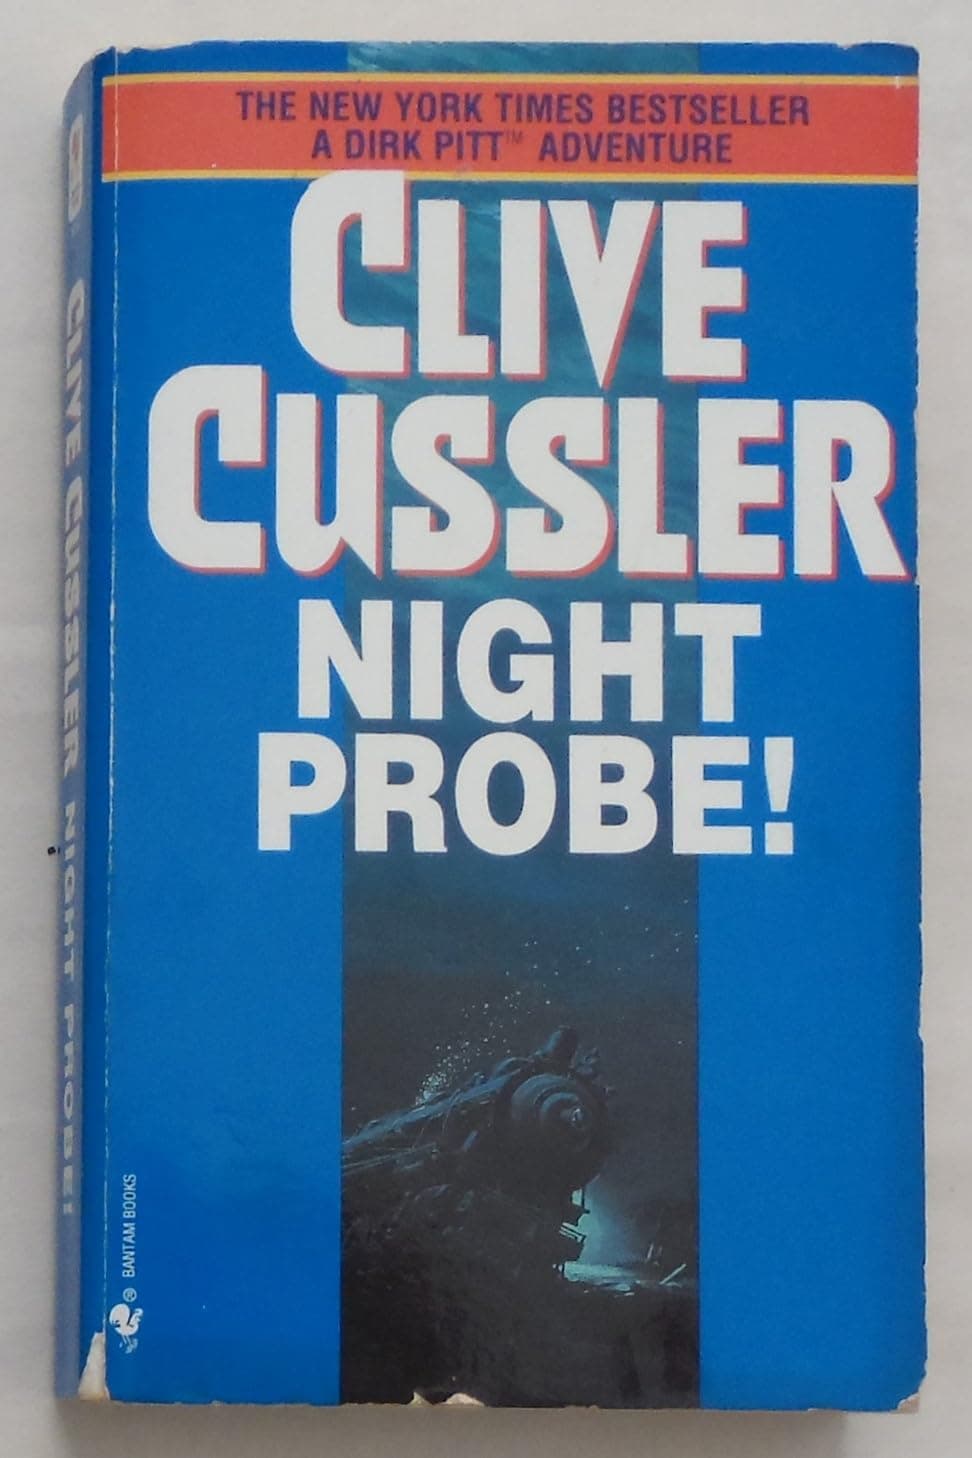 THE NEW YORK TIMES BESTSELLER
A DIRK PITT™ ADVENTURE
CLIVE
CUSSLER
NIGHT
PROBE!
® BANTAM BOOKS
CLIVE CUSSLER NIGHT PROBE!